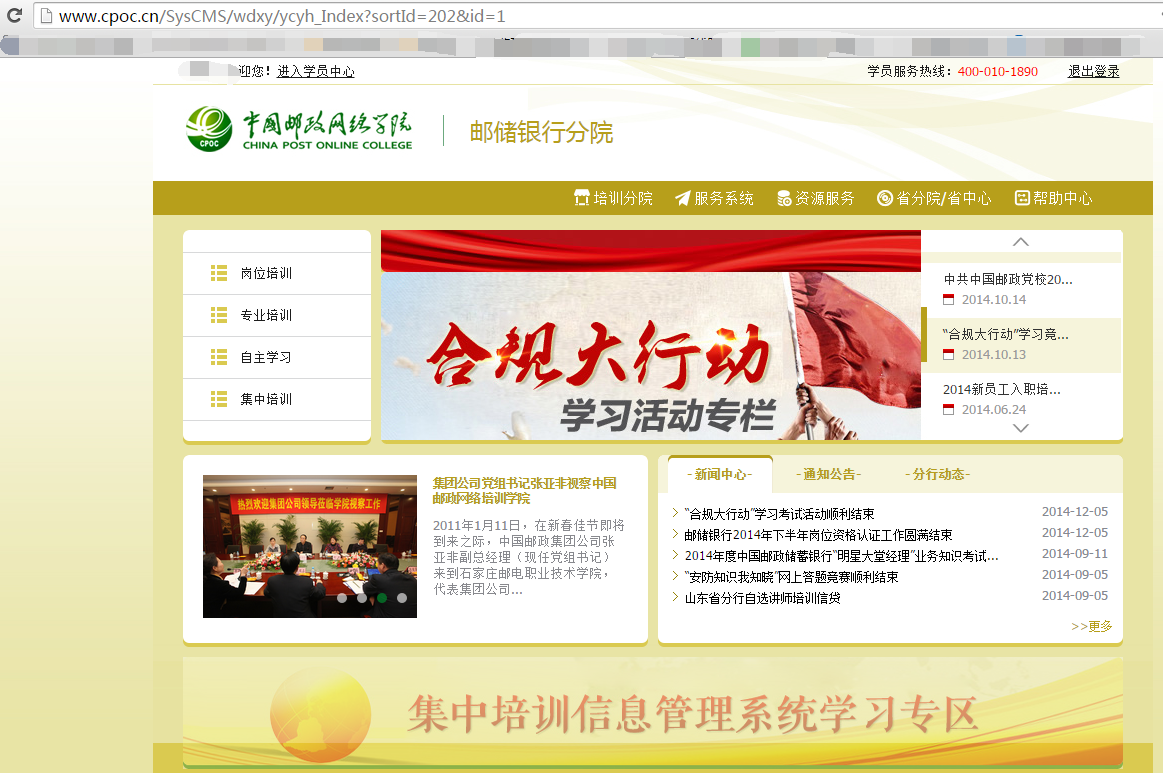 www.cpoc.cn/SysCMS/wdxy/ycyh_Index?sortId=202&id=1
迎您！ 进入学员中心
学员服务热线：400-010-1890 退出登录
中国邮政网络学院
CPOC
CHINA POST ONLINE COLLEGE
邮储银行分院
培训分院 服务系统 资源服务 省分院/省中心 帮助中心
岗位培训
专业培训
自主学习
集中培训
合规大行动
学习活动专栏
中共中国邮政党校20...
2014.10.14
“合规大行动”学习竞...
2014.10.13
2014新员工入职培...
2014.06.24
热烈欢迎集团公司领导莅临学院视察工作
集团公司党组书记张亚非视察中国
邮政网络培训学院
2011年1月11日，在新春佳节即将
到来之际，中国邮政集团公司张
亚非副总经理（现任党组书记）
来到石家庄邮电职业技术学院，
代表集团公司...
-新闻中心- -通知公告- -分行动态-
“合规大行动”学习考试活动顺利结束 2014-12-05
邮储银行2014年下半年岗位资格认证工作圆满结束 2014-12-05
2014年度中国邮政储蓄银行“明星大堂经理”业务知识考试... 2014-09-11
“安防知识我知晓”网上答题竞赛顺利结束 2014-09-05
山东省分行自选讲师培训信贷 2014-09-05
>>更多
集中培训信息管理系统学习专区